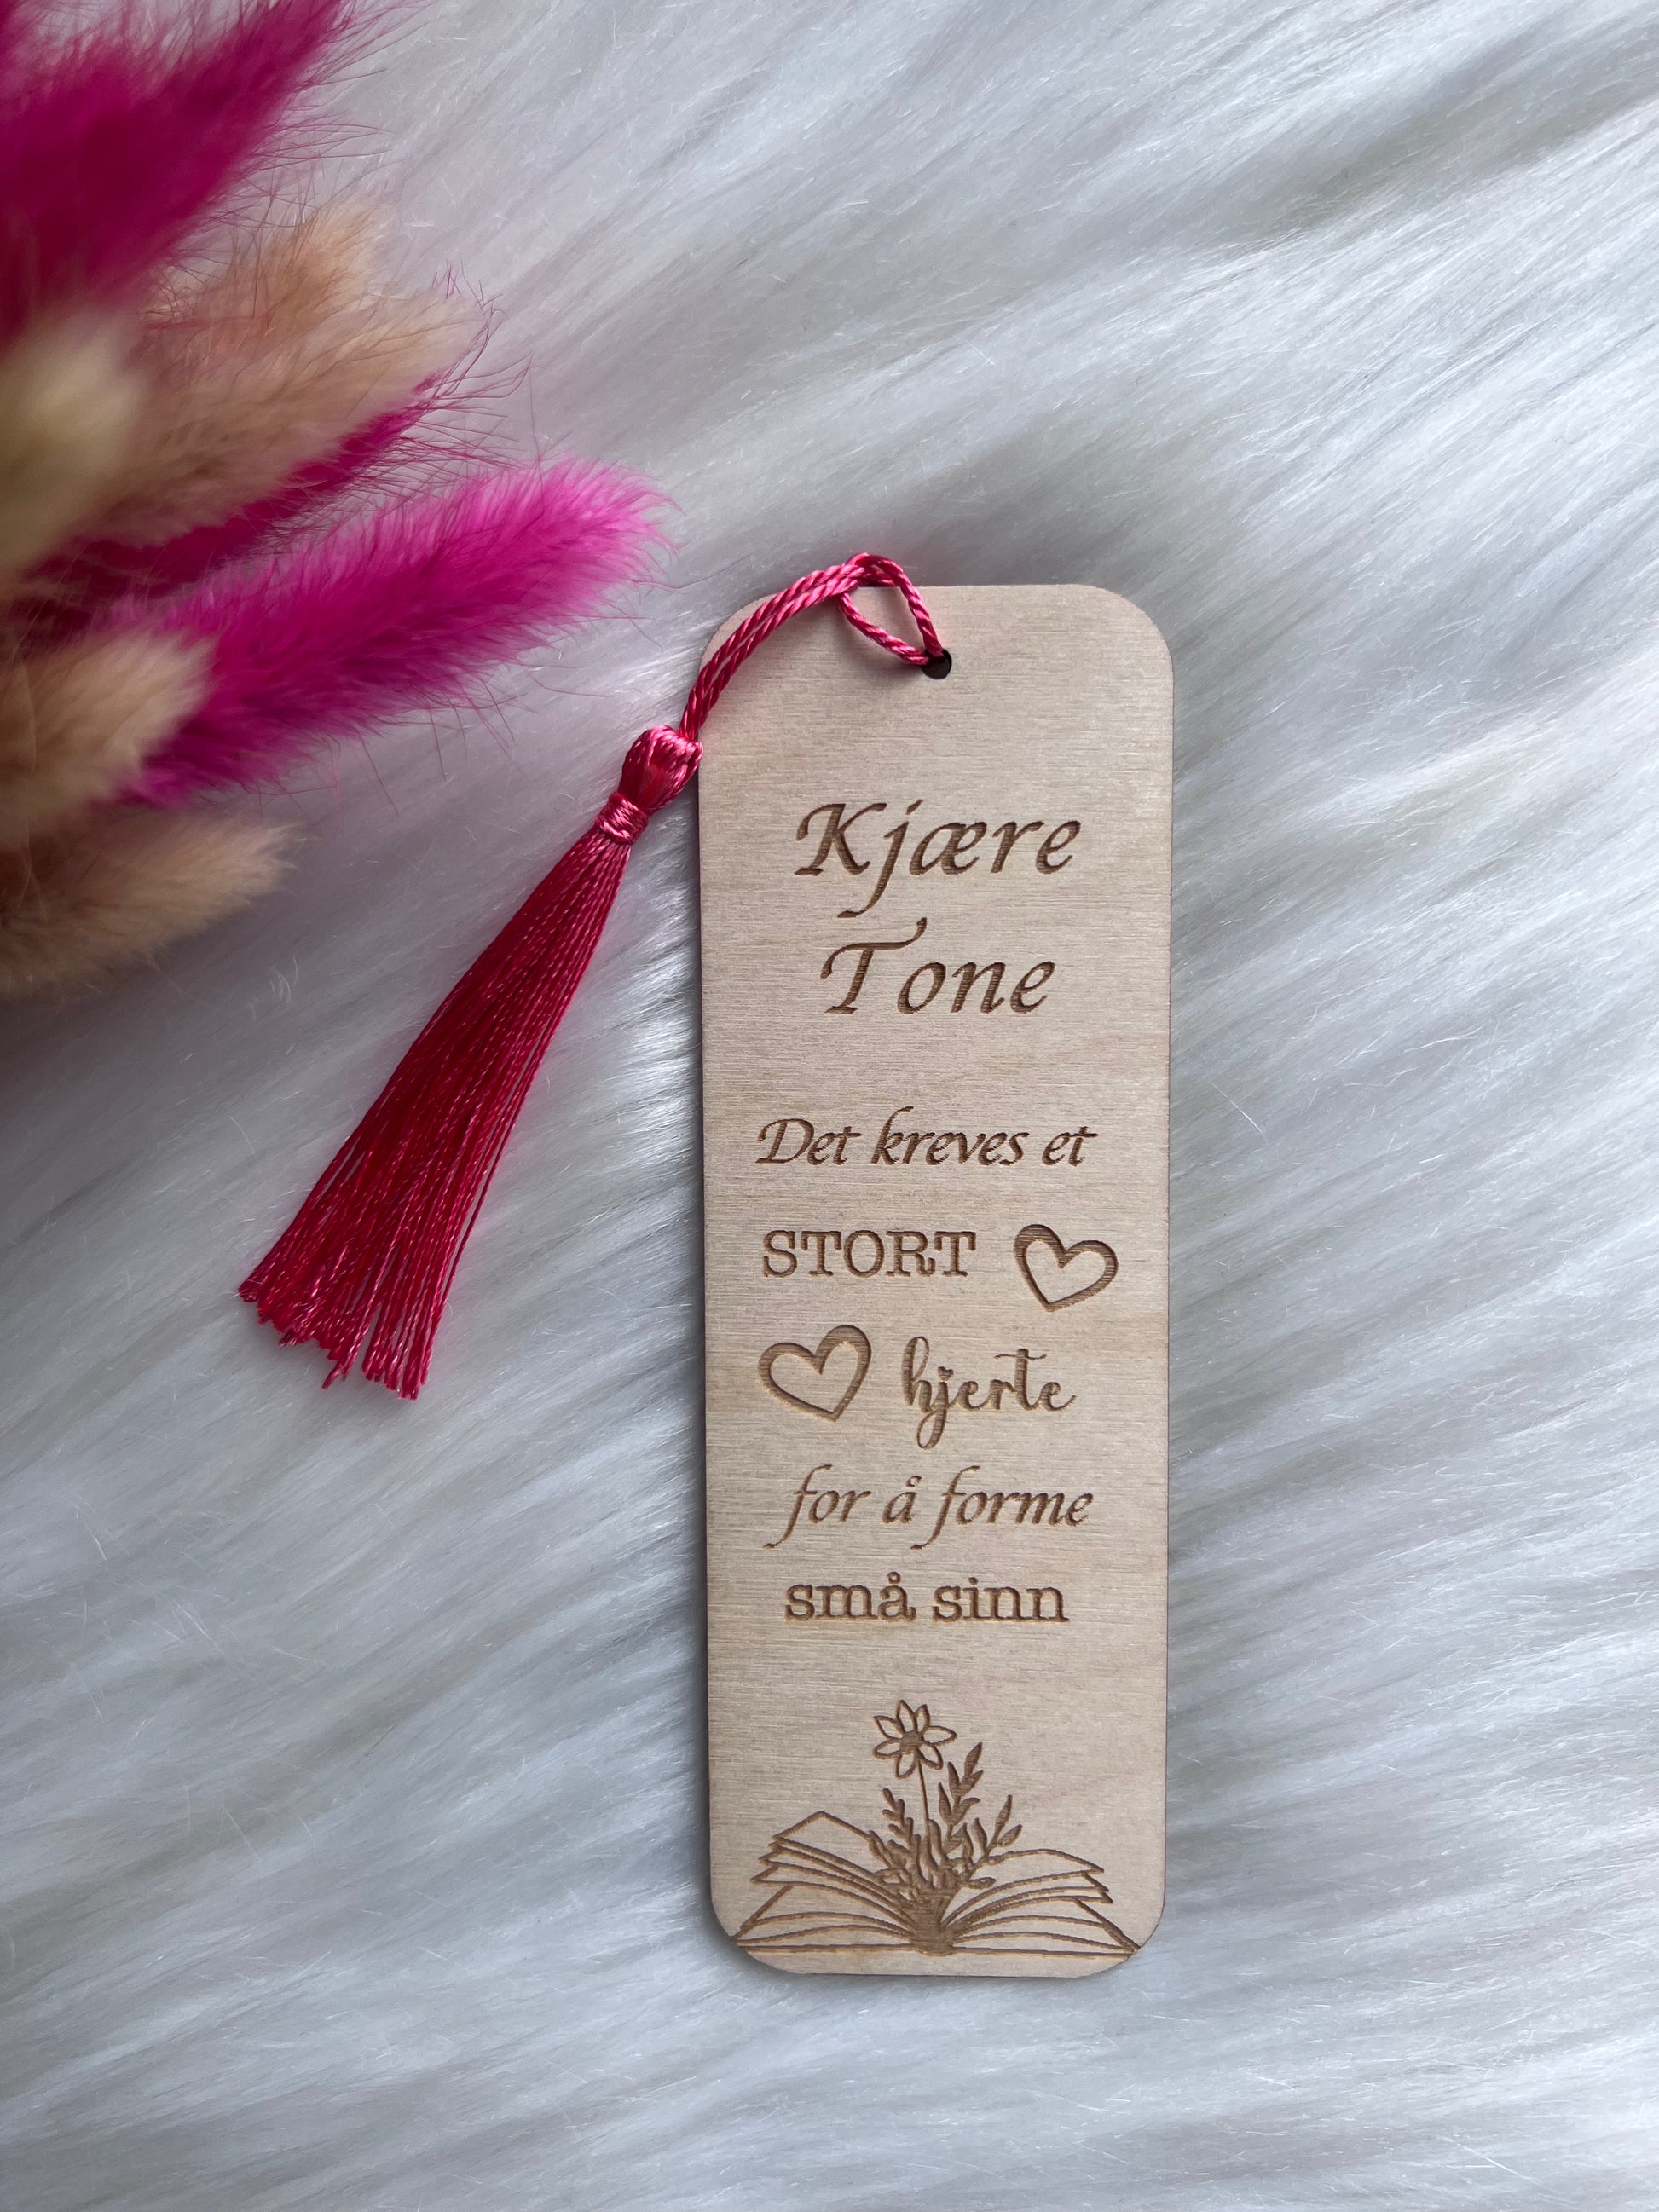 Kjære
Tone
Det kreves et
STORT
hjerte
for å forme
små sinn